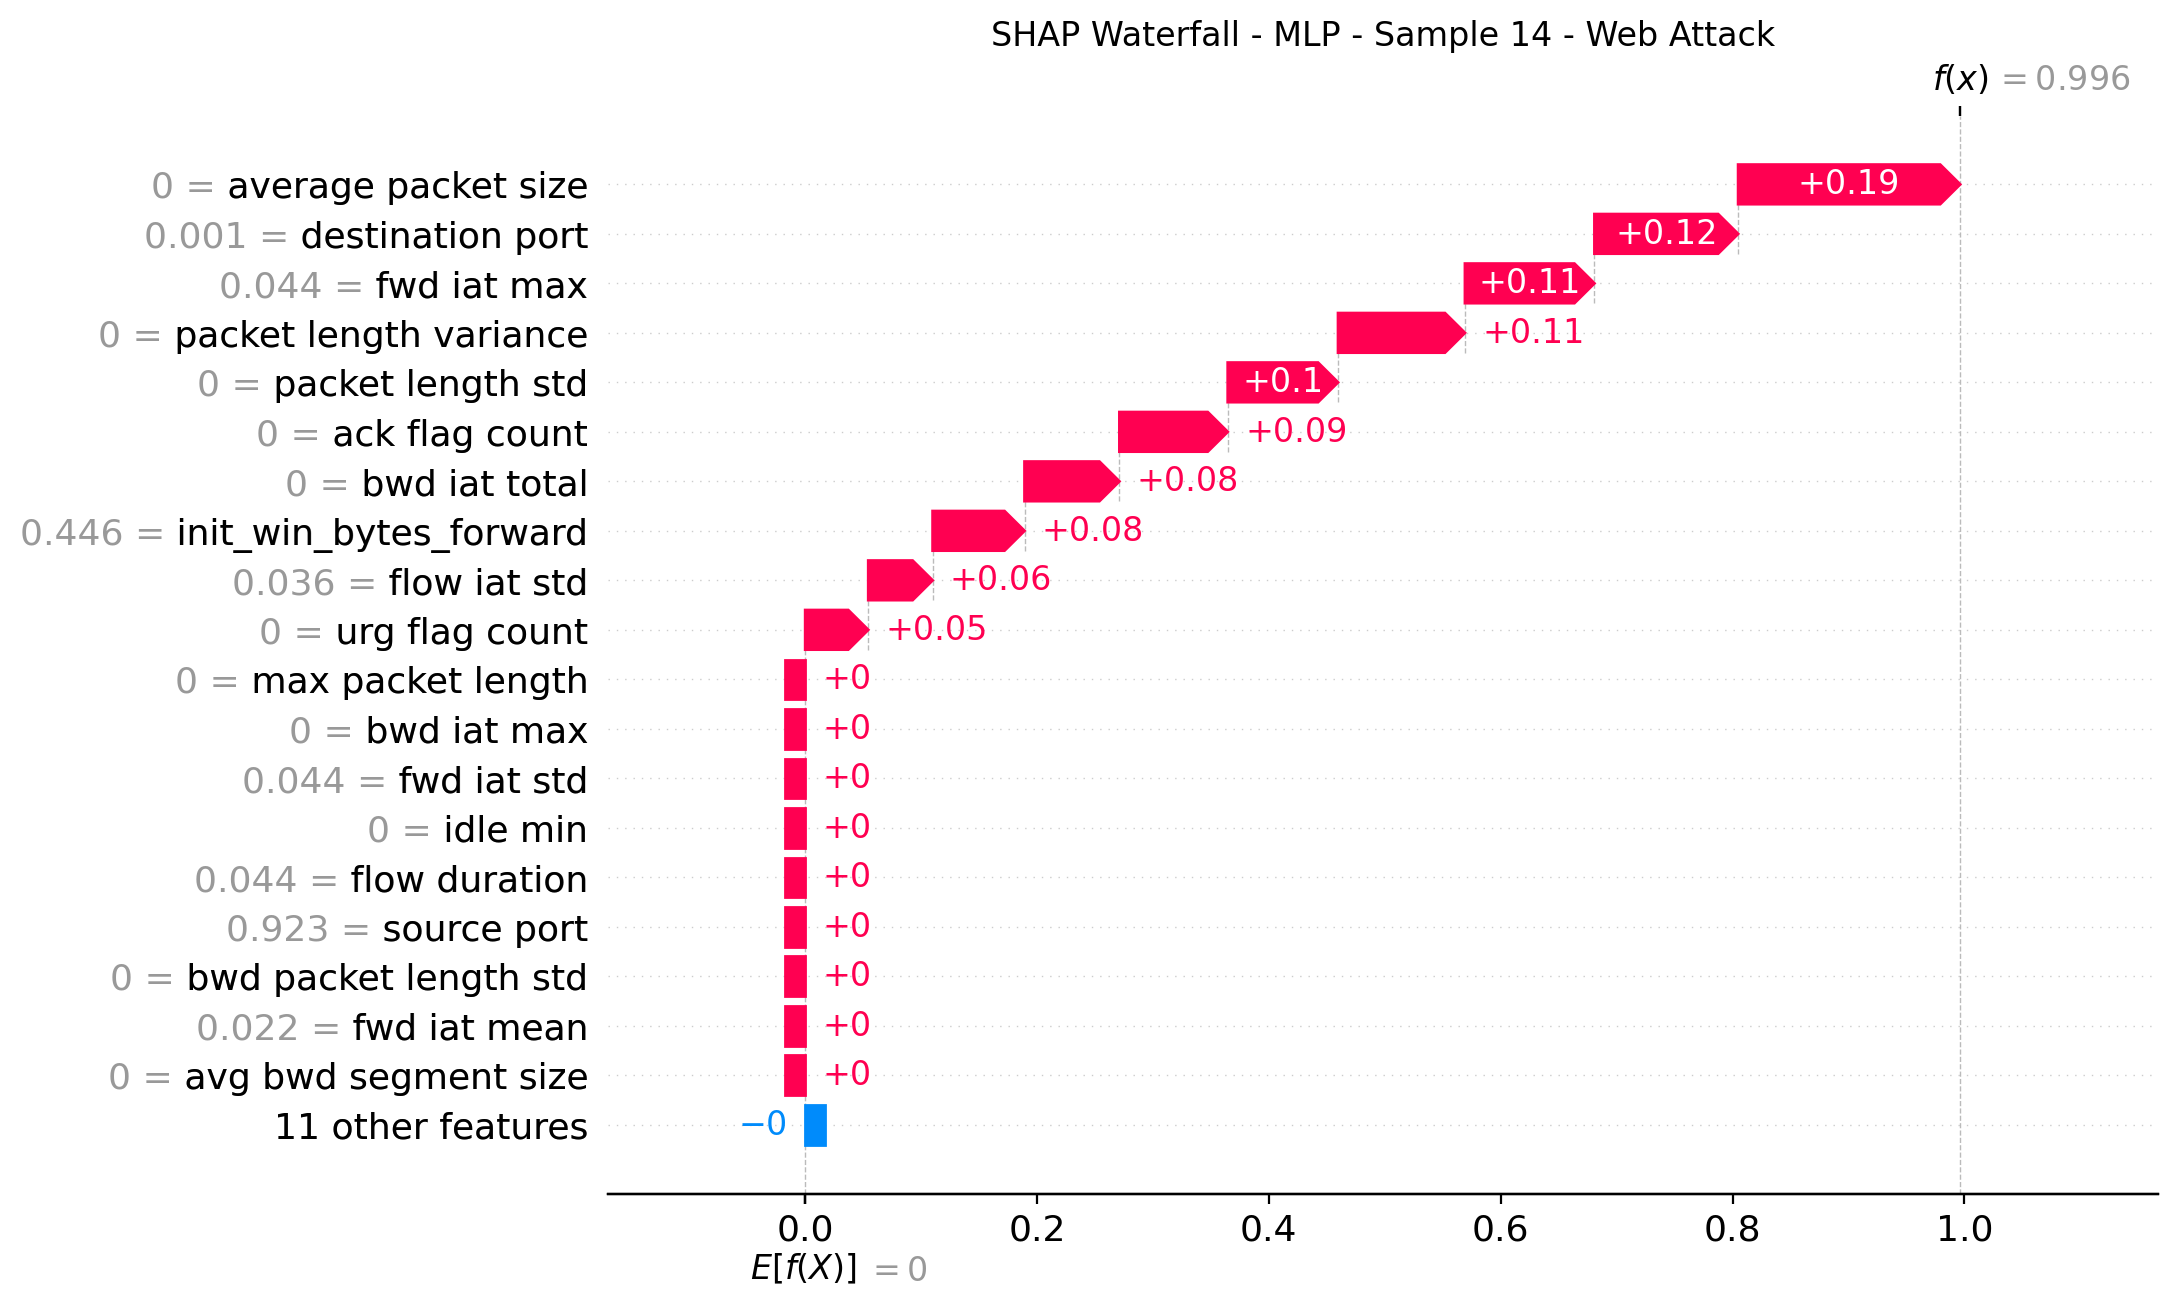 SHAP Waterfall - MLP - Sample 14 - Web Attack
f(x) = 0.996
0 = average packet size +0.19
0.001 = destination port +0.12
0.044 = fwd iat max +0.11
0 = packet length variance +0.11
0 = packet length std +0.1
0 = ack flag count +0.09
0 = bwd iat total +0.08
0.446 = init_win_bytes_forward +0.08
0.036 = flow iat std +0.06
0 = urg flag count +0.05
0 = max packet length +0
0 = bwd iat max +0
0.044 = fwd iat std +0
0 = idle min +0
0.044 = flow duration +0
0.923 = source port +0
0 = bwd packet length std +0
0.022 = fwd iat mean +0
0 = avg bwd segment size +0
11 other features −0
0.0 0.2 0.4 0.6 0.8 1.0
E[f(X)] = 0